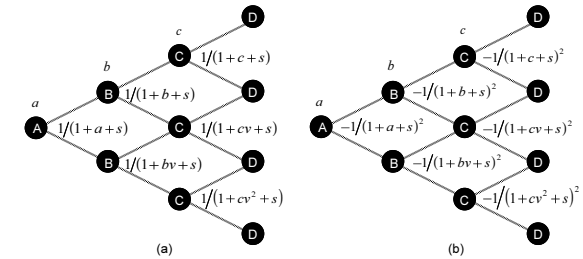 D
c
C 1/(1+c+s)
b
B 1/(1+b+s) D
a
A 1/(1+a+s) C 1/(1+cv+s)
B 1/(1+bv+s) D
C 1/(1+cv²+s)
D
(a)
D
c
C −1/(1+c+s)²
b
B −1/(1+b+s)² D
a
A −1/(1+a+s)² C −1/(1+cv+s)²
B −1/(1+bv+s)² D
C −1/(1+cv²+s)²
D
(b)